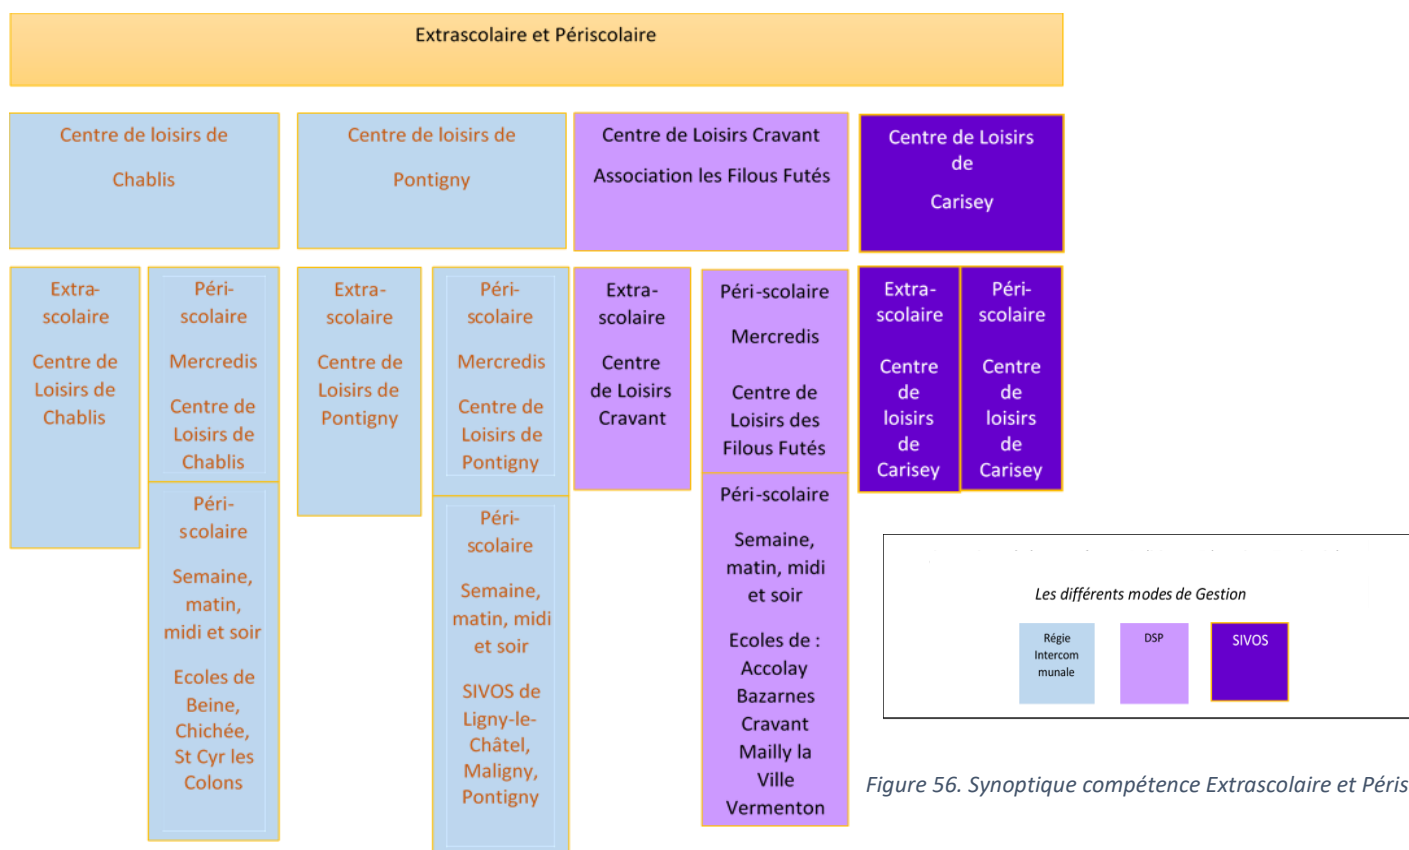 Extrascolaire et Périscolaire
Centre de loisirs de
Chablis
Centre de loisirs de
Pontigny
Centre de Loisirs Cravant
Association les Filous Futés
Centre de Loisirs
de
Carisey
Extra-
scolaire
Centre de
Loisirs de
Chablis
Péri-
scolaire
Mercredis
Centre de
Loisirs de
Chablis
Péri-
scolaire
Semaine,
matin,
midi et soir
Ecoles de
Beine,
Chichée,
St Cyr les
Colons
Extra-
scolaire
Centre de
Loisirs de
Pontigny
Péri-
scolaire
Mercredis
Centre de
Loisirs de
Pontigny
Péri-
scolaire
Semaine,
matin, midi
et soir
SIVOS de
Ligny-le-
Châtel,
Maligny,
Pontigny
Extra-
scolaire
Centre
de Loisirs
Cravant
Péri-scolaire
Mercredis
Centre de
Loisirs des
Filous Futés
Péri-scolaire
Semaine,
matin, midi
et soir
Ecoles de :
Accolay
Bazarnes
Cravant
Mailly la
Ville
Vermenton
Extra-
scolaire
Centre
de
loisirs
de
Carisey
Péri-
scolaire
Centre
de
loisirs
de
Carisey
Les différents modes de Gestion
Régie
Intercom
munale
DSP
SIVOS
Figure 56. Synoptique compétence Extrascolaire et Péris